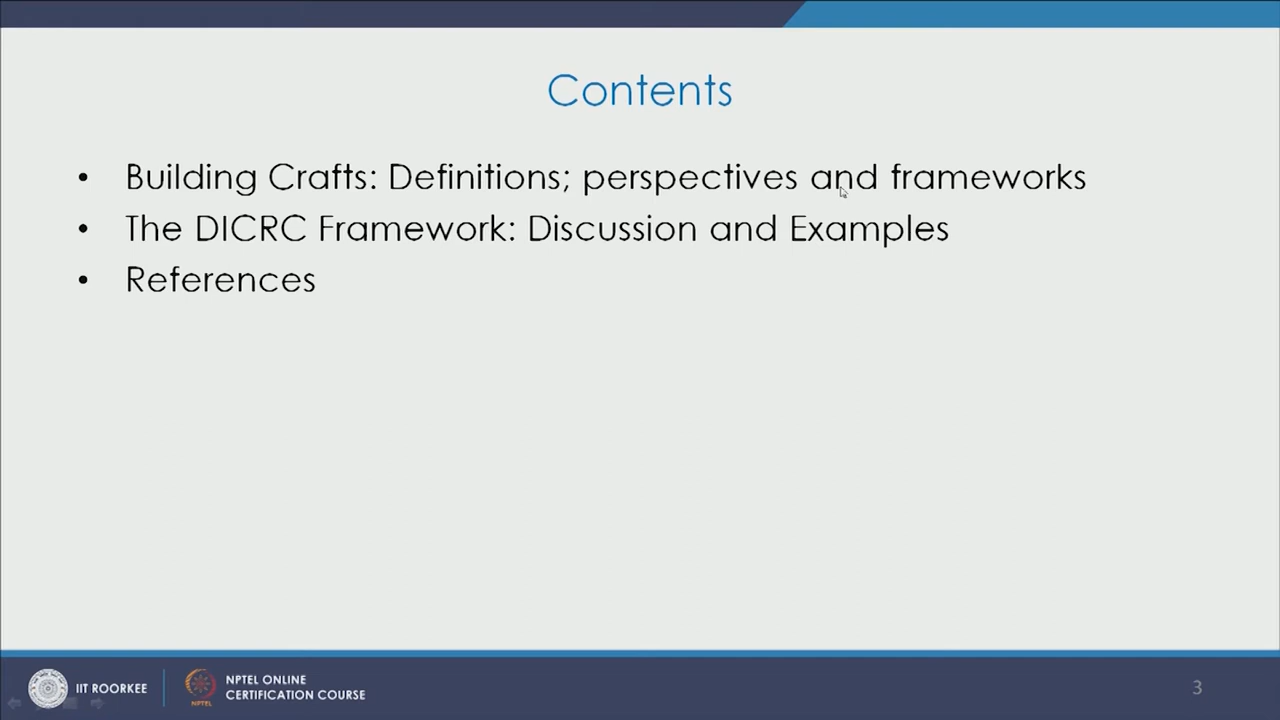 Contents
• Building Crafts: Definitions; perspectives and frameworks
• The DICRC Framework: Discussion and Examples
• References
IIT ROORKEE
NPTEL
NPTEL ONLINE
CERTIFICATION COURSE
3